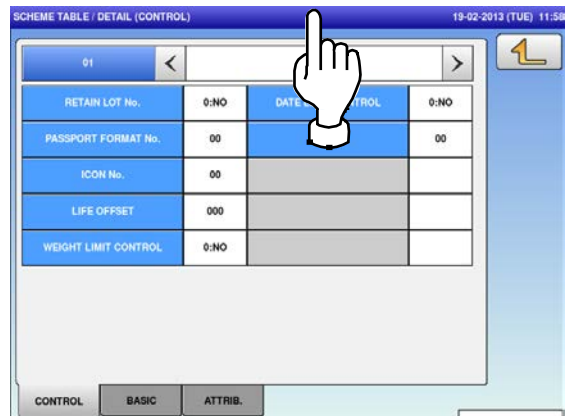 SCHEME TABLE / DETAIL (CONTROL) 19-02-2013 (TUE) 11:58
01 < >
RETAIN LOT No. 0:NO DATE TROL 0:NO
PASSPORT FORMAT No. 00 00
ICON No. 00
LIFE OFFSET 000
WEIGHT LIMIT CONTROL 0:NO
CONTROL BASIC ATTRIB.